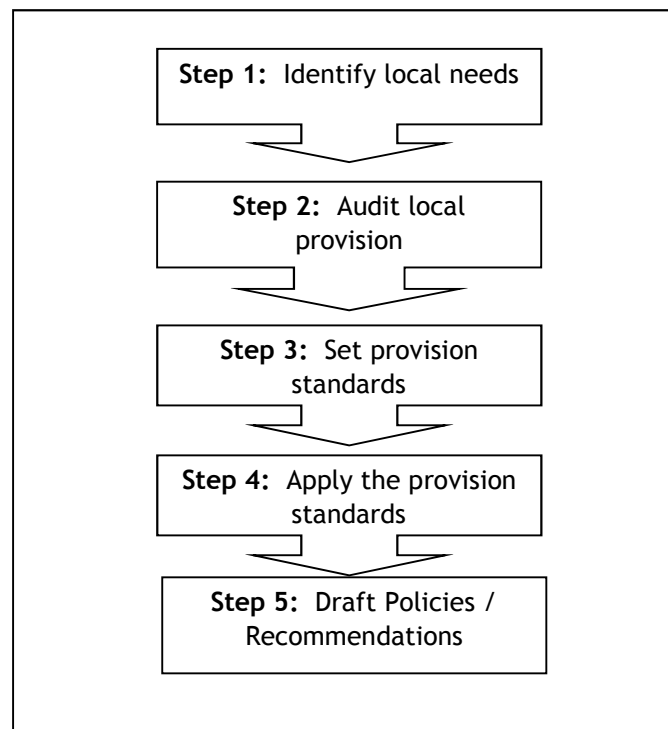 Step 1: Identify local needs
Step 2: Audit local
provision
Step 3: Set provision
standards
Step 4: Apply the provision
standards
Step 5: Draft Policies /
Recommendations